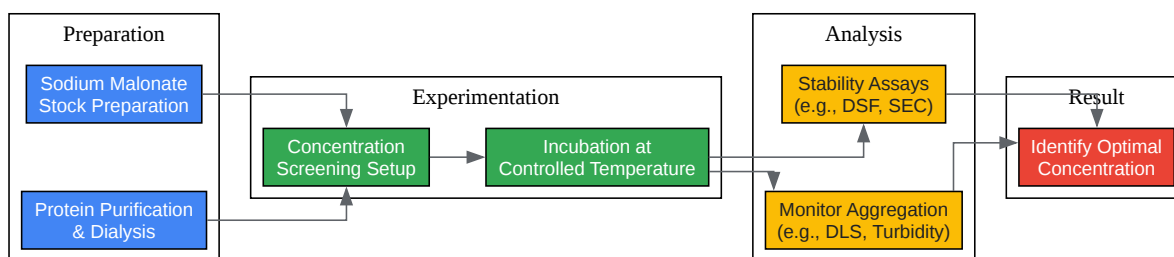 Preparation
Sodium Malonate
Stock Preparation
Protein Purification
& Dialysis
Experimentation
Concentration
Screening Setup
Incubation at
Controlled Temperature
Analysis
Stability Assays
(e.g., DSF, SEC)
Monitor Aggregation
(e.g., DLS, Turbidity)
Result
Identify Optimal
Concentration